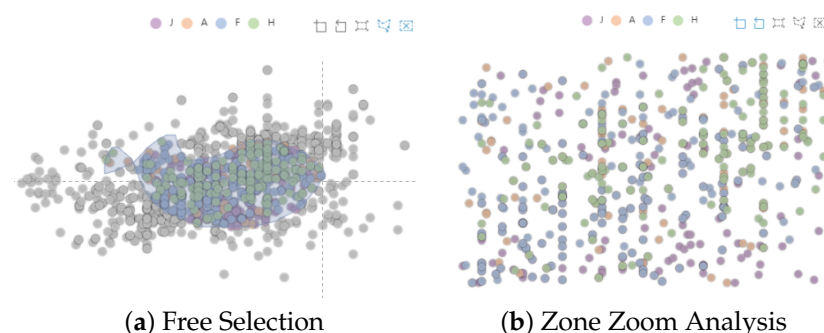 J A F H
J A F H
(a) Free Selection
(b) Zone Zoom Analysis